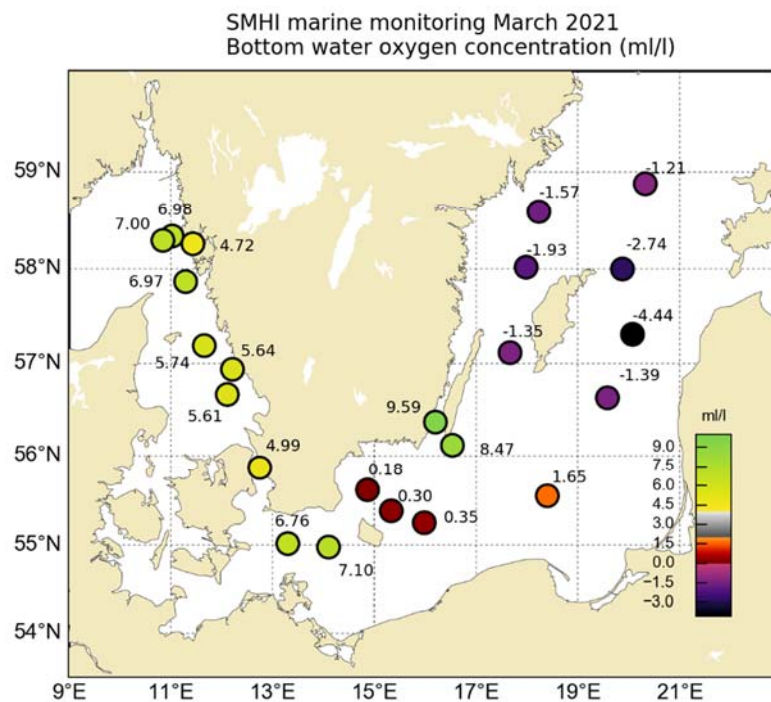 SMHI marine monitoring March 2021
Bottom water oxygen concentration (ml/l)
59°N
58°N
57°N
56°N
55°N
54°N
9°E
11°E
13°E
15°E
17°E
19°E
21°E
-1.21
-1.57
6.98
7.00
4.72
-1.93
-2.74
6.97
-4.44
5.74
5.64
-1.35
-1.39
5.61
9.59
8.47
4.99
0.18
0.30
0.35
1.65
6.76
7.10
ml/l
9.0
7.5
6.0
4.5
3.0
1.5
0.0
−1.5
−3.0